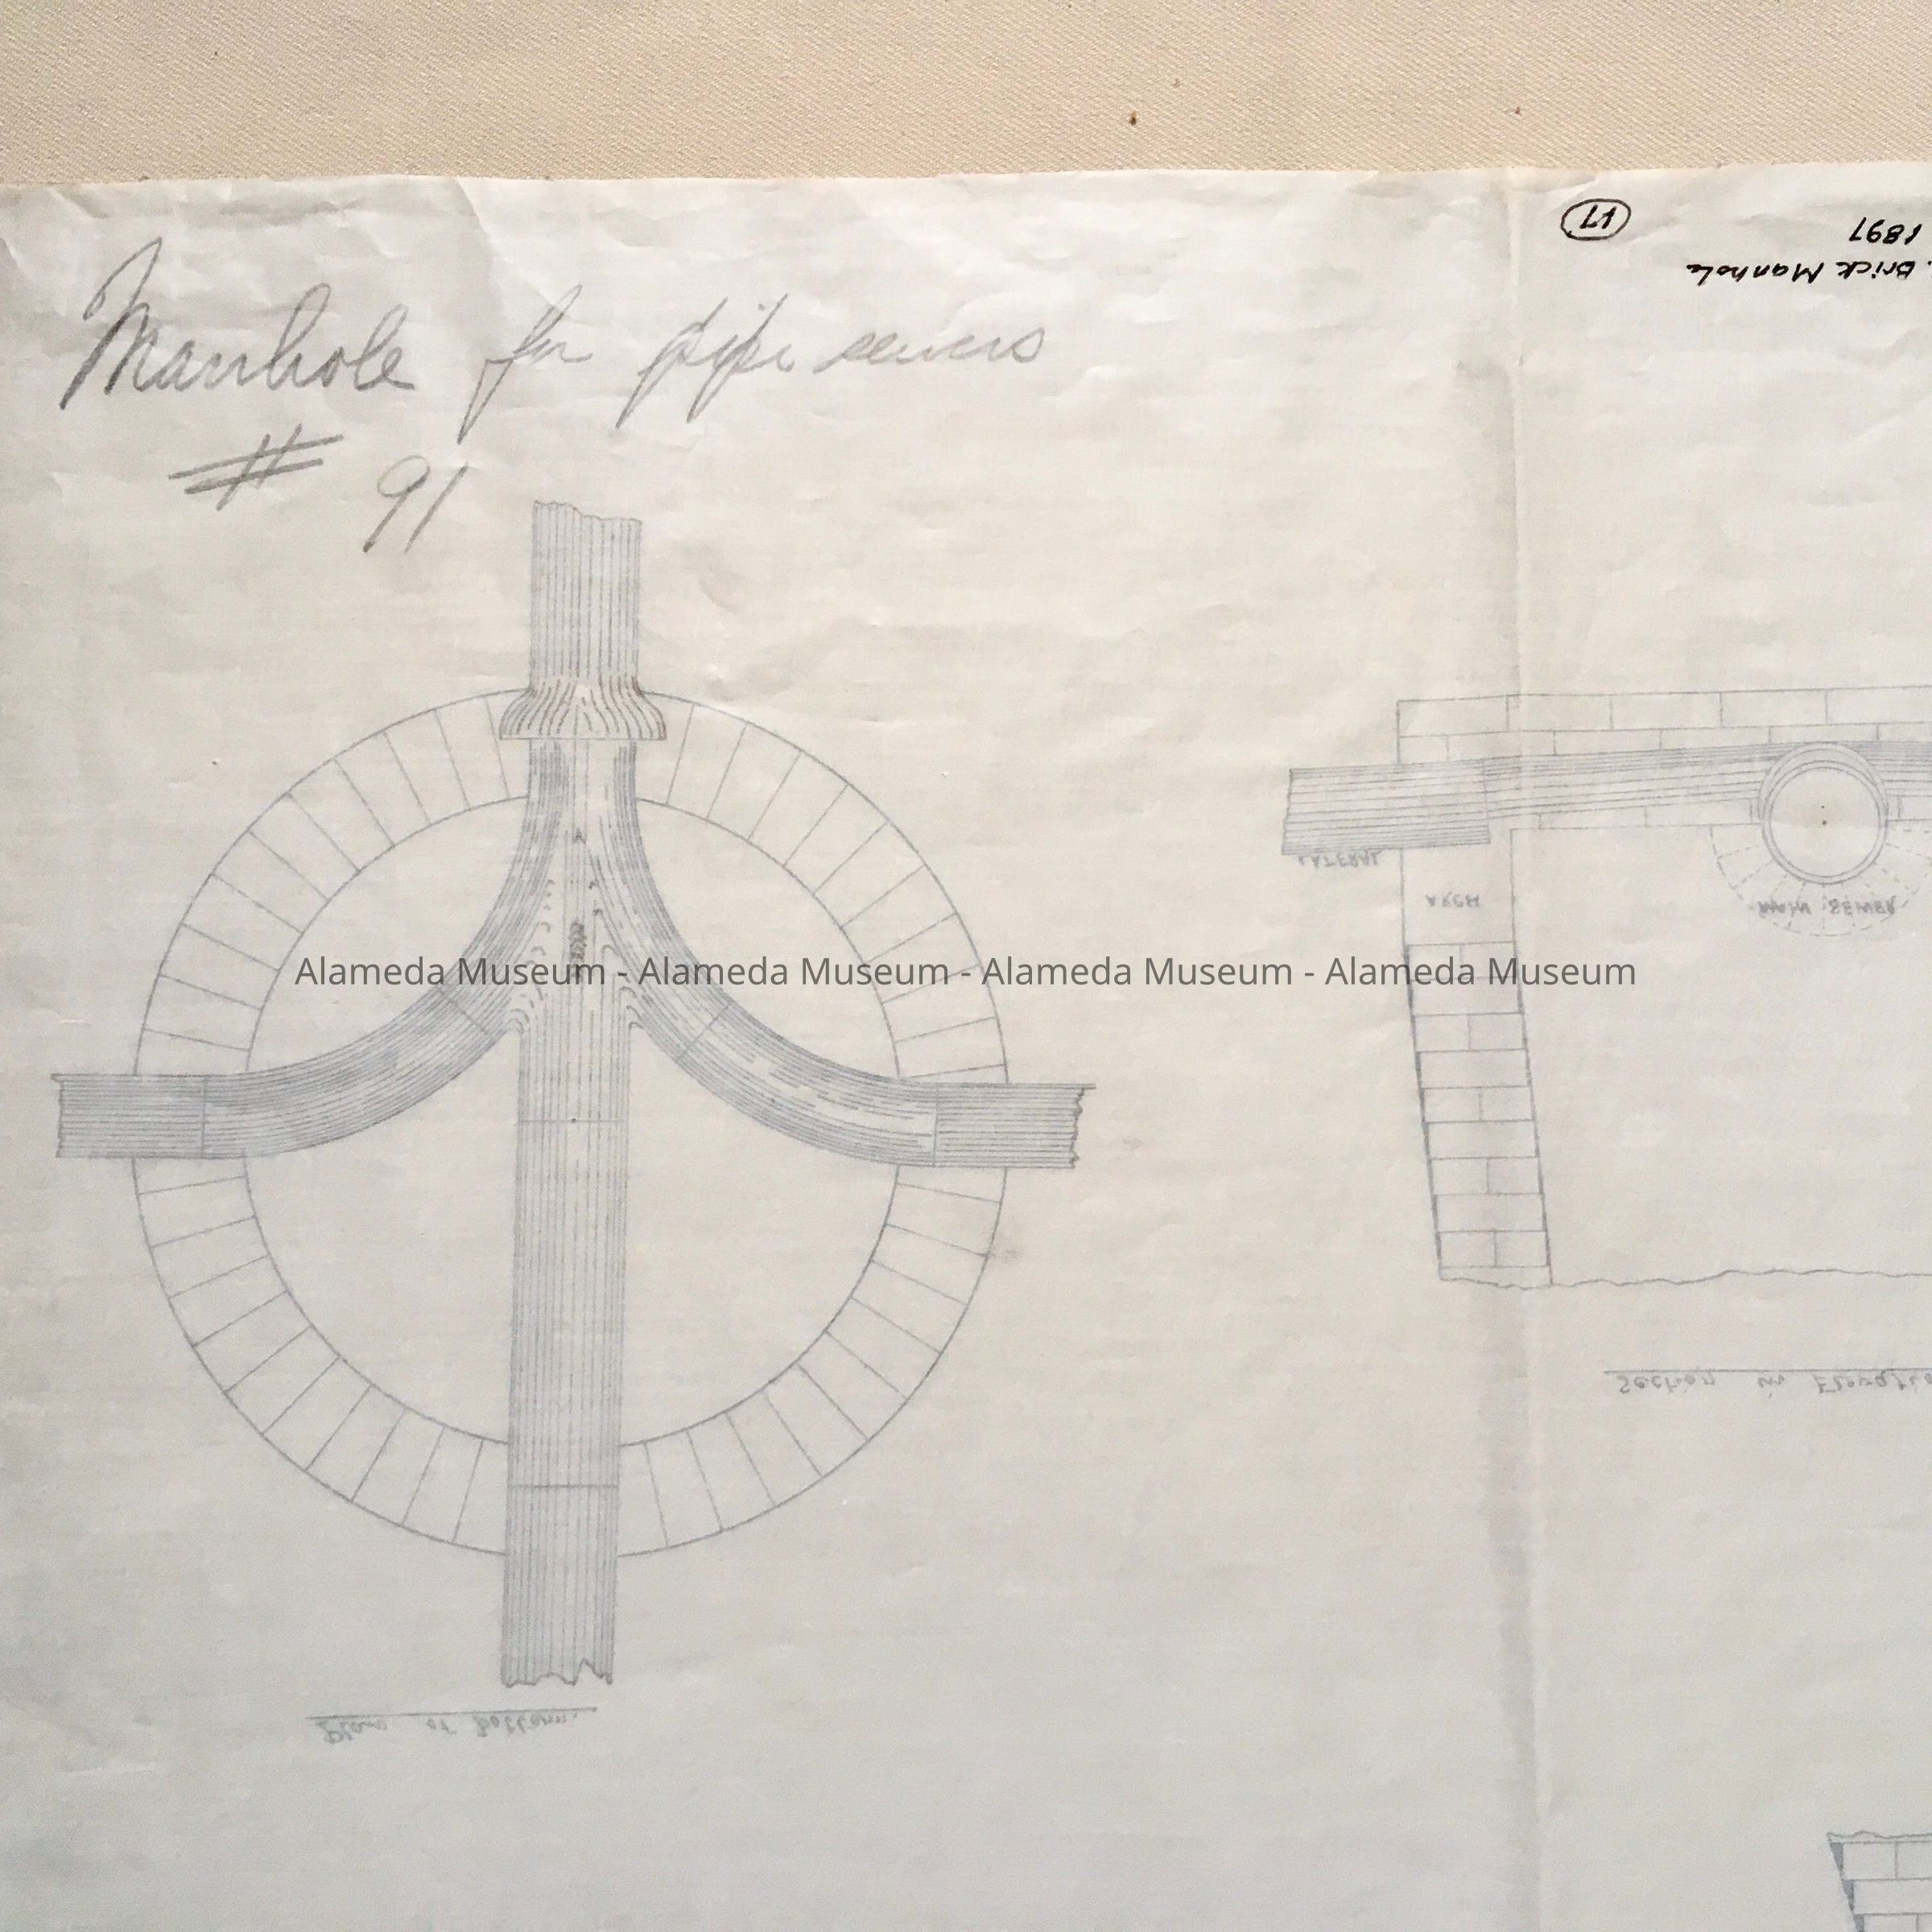 Manhole for pipe sewers
# 91
17
1897
Brick Manhole
LATERAL
ARCH
MAIN SEWER
Alameda Museum - Alameda Museum - Alameda Museum - Alameda Museum
Section in
Plan at Bottom.